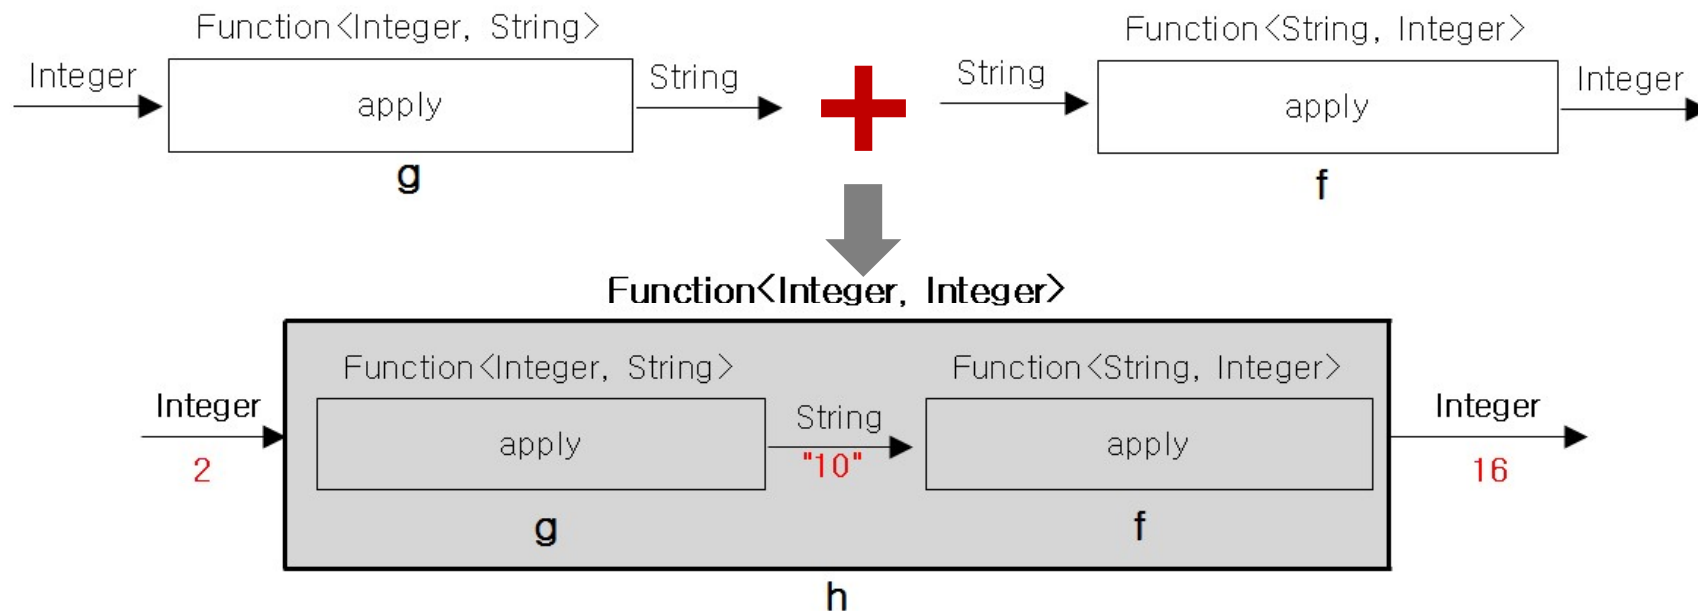 Function<Integer, String>
Function<String, Integer>
Integer
apply
String
String
apply
Integer
g
f
Function<Integer, Integer>
Function<Integer, String>
Function<String, Integer>
Integer
apply
String
apply
Integer
2
"10"
16
g
f
h